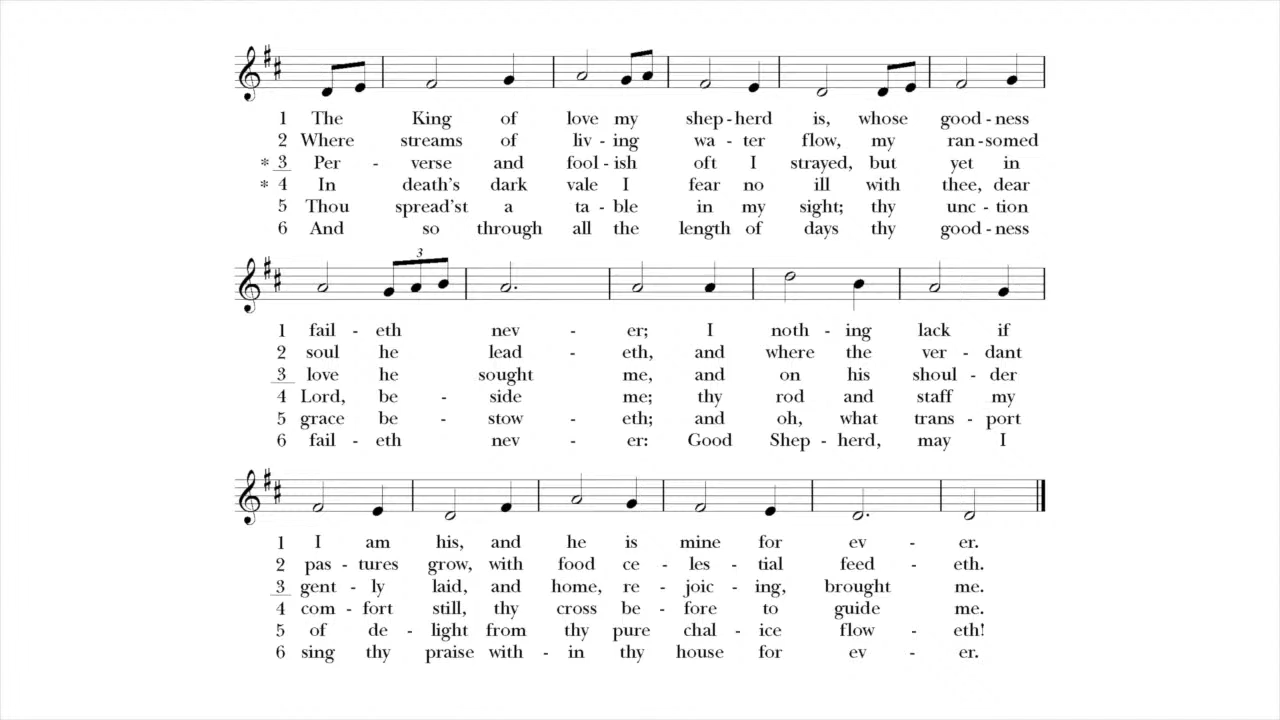 1 The King of love my shep - herd is, whose good - ness
2 Where streams of liv - ing wa - ter flow, my ran - somed
* 3 Per - verse and fool - ish oft I strayed, but yet in
* 4 In death's dark vale I fear no ill with thee, dear
5 Thou spread'st a ta - ble in my sight; thy unc - tion
6 And so through all the length of days thy good - ness
3
1 fail - eth nev - er; I noth - ing lack if
2 soul he lead - eth, and where the ver - dant
3 love he sought me, and on his shoul - der
4 Lord, be - side me; thy rod and staff my
5 grace be - stow - eth; and oh, what trans - port
6 fail - eth nev - er: Good Shep - herd, may I
1 I am his, and he is mine for ev - er.
2 pas - tures grow, with food ce - les - tial feed - eth.
3 gent - ly laid, and home, re - joic - ing, brought me.
4 com - fort still, thy cross be - fore to guide me.
5 of de - light from thy pure chal - ice flow - eth!
6 sing thy praise with - in thy house for ev - er.